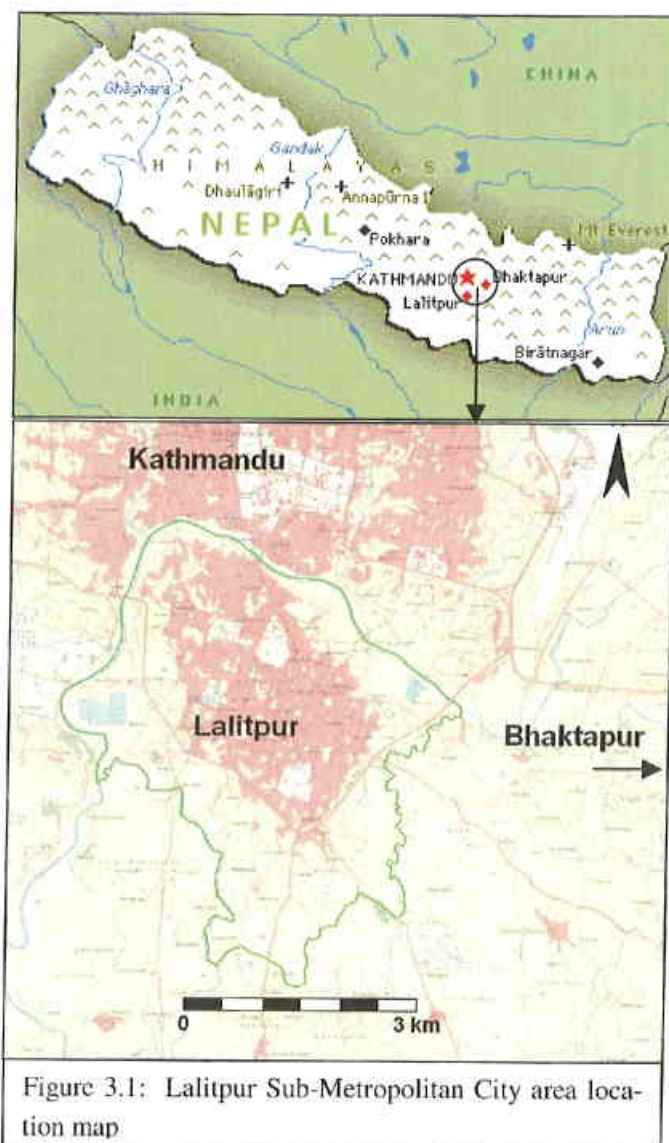 CHINA
Ghāghara
Gandak
HIMALAYAS
Dhaulāgiri
Annapūrna I
NEPAL
Mt Everest
Pokhara
KATHMANDU
Bhaktapur
Lalitpur
Arun
Birātnagar
INDIA
Kathmandu
Lalitpur
Bhaktapur
0 3 km
Figure 3.1: Lalitpur Sub-Metropolitan City area loca-
tion map